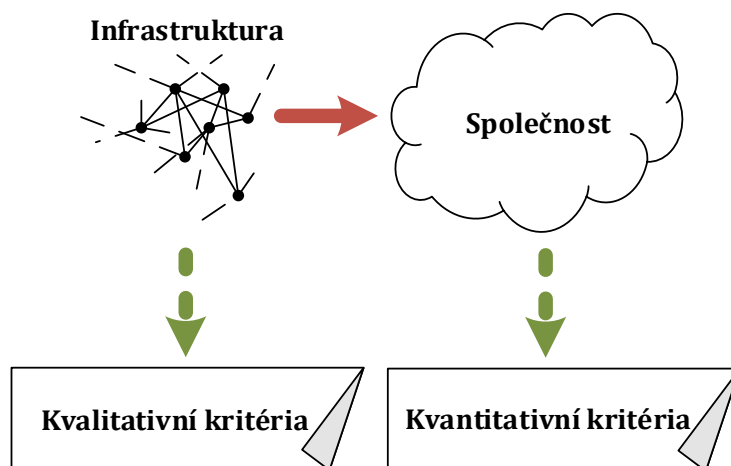 Infrastruktura
Společnost
Kvalitativní kritéria
Kvantitativní kritéria